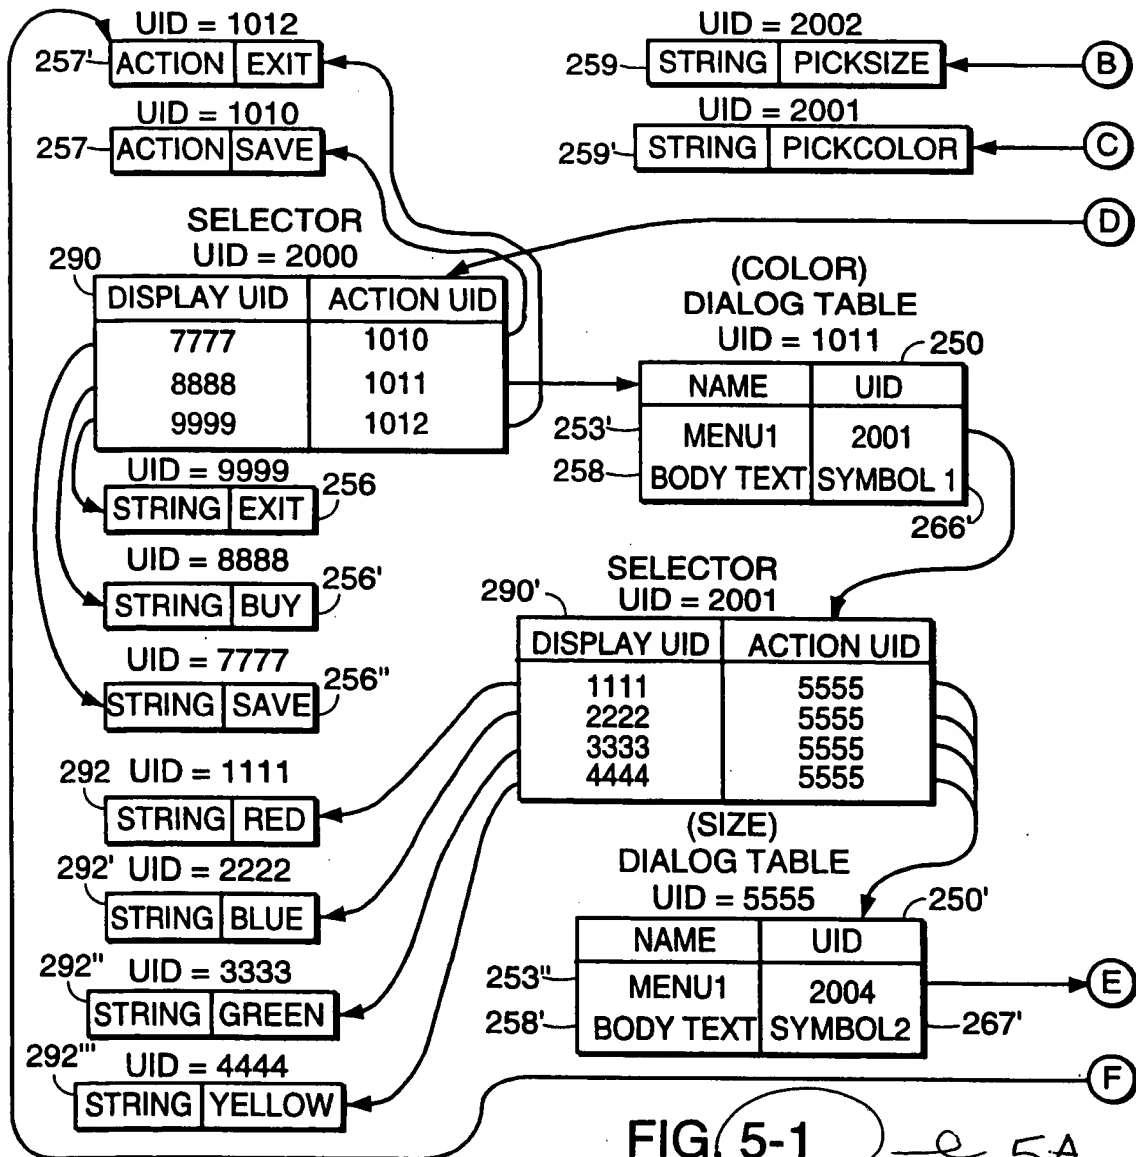 UID = 1012
257' ACTION EXIT
UID = 1010
257 ACTION SAVE
UID = 2002
259 STRING PICKSIZE B
UID = 2001
259' STRING PICKCOLOR C
D
SELECTOR
UID = 2000
290
DISPLAY UID ACTION UID
7777 1010
8888 1011
9999 1012
(COLOR)
DIALOG TABLE
UID = 1011
250
NAME UID
253' MENU1 2001
258 BODY TEXT SYMBOL 1
266'
UID = 9999
STRING EXIT 256
UID = 8888
STRING BUY 256'
UID = 7777
STRING SAVE 256"
SELECTOR
UID = 2001
290'
DISPLAY UID ACTION UID
1111 5555
2222 5555
3333 5555
4444 5555
292 UID = 1111
STRING RED
292' UID = 2222
STRING BLUE
292" UID = 3333
STRING GREEN
292"' UID = 4444
STRING YELLOW
(SIZE)
DIALOG TABLE
UID = 5555
250'
NAME UID
253" MENU1 2004 E
258' BODY TEXT SYMBOL2 267'
F
FIG. 5-1 5A